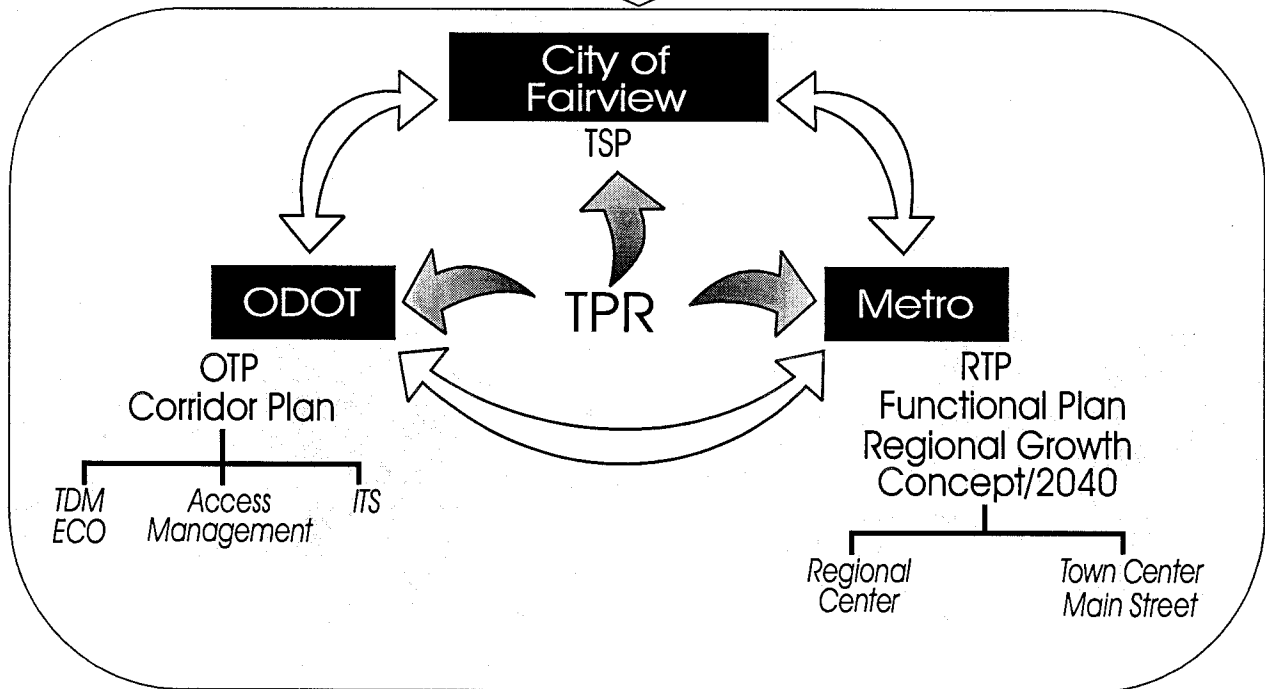 City of
Fairview
TSP
ODOT
TPR
Metro
OTP
Corridor Plan
TDM
ECO
Access
Management
ITS
RTP
Functional Plan
Regional Growth
Concept/2040
Regional
Center
Town Center
Main Street